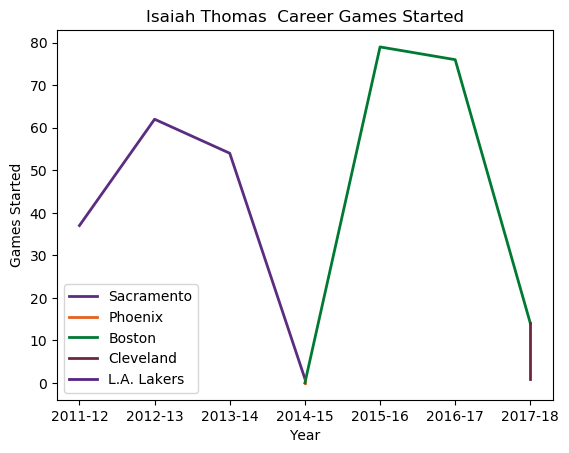 Isaiah Thomas  Career Games Started
Games Started
80
70
60
50
40
30
20
10
0
Sacramento
Phoenix
Boston
Cleveland
L.A. Lakers
2011-12 2012-13 2013-14 2014-15 2015-16 2016-17 2017-18
Year